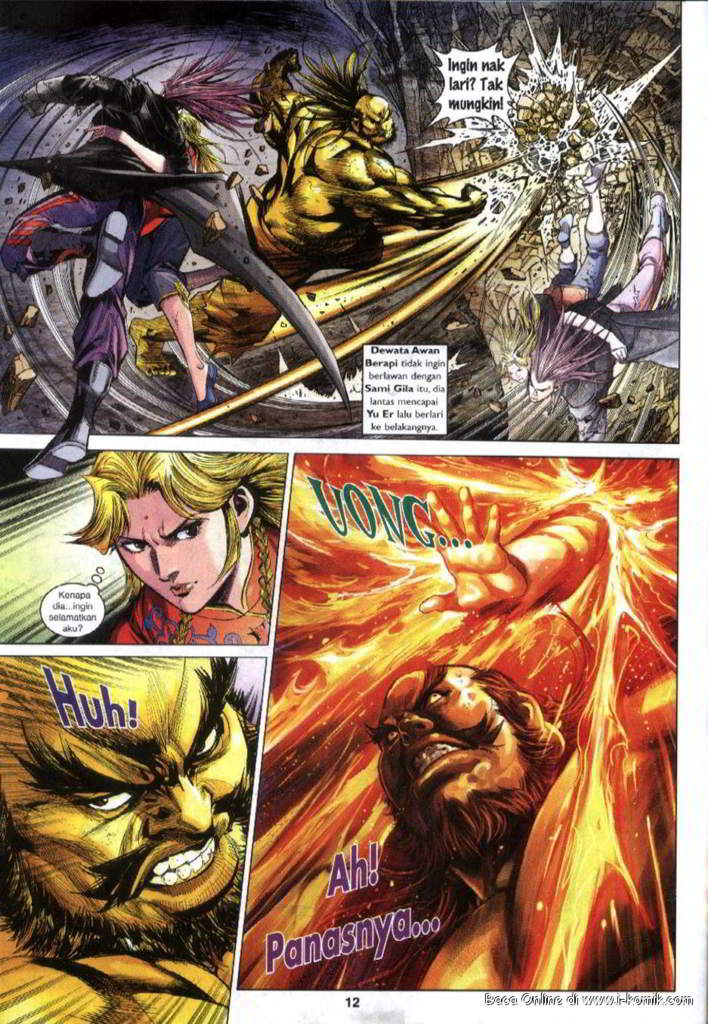 Ingin nak
lari? Tak
mungkin!
Dewata Awan
Berapi tidak ingin
berlawan dengan
Sami Gila itu, dia
lantas mencapai
Yu Er lalu berlari
ke belakangnya.
Kenapa
dia...ingin
selamatkan
aku?
UONG...
Huh!
Ah!
Panasnya...
12
Baca Online di www.i-komik.com